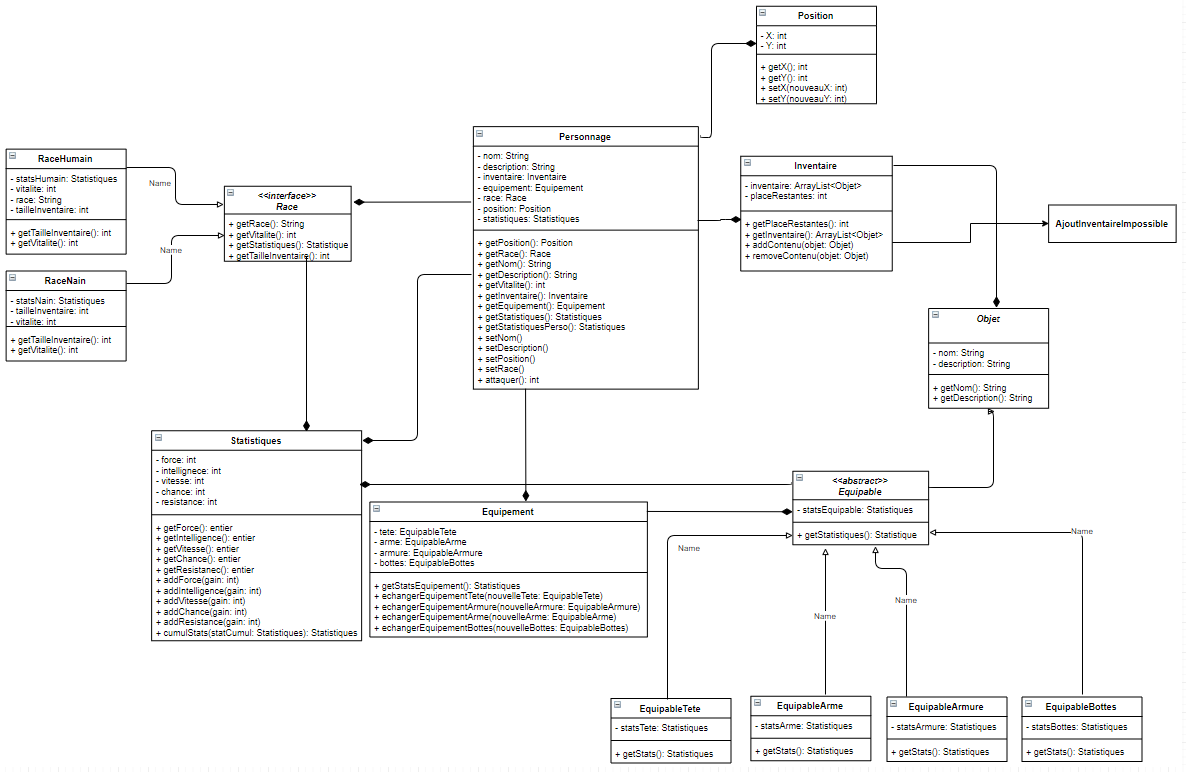 Position
- X: int
- Y: int
+ getX(); int
+ getY(): int
+ setX(nouveauX: int)
+ setY(nouveauY: int)
Personnage
- nom: String
- description: String
- inventaire: Inventaire
- equipement: Equipement
- race: Race
- position: Position
- statistiques: Statistiques
+ getPosition(): Position
+ getRace(): Race
+ getNom(): String
+ getDescription(): String
+ getVitalite(): int
+ getInventaire(): Inventaire
+ getEquipement(): Equipement
+ getStatistiques(): Statistiques
+ getStatistiquesPerso(): Statistiques
+ setNom()
+ setDescription()
+ setPosition()
+ setRace()
+ attaquer(): int
RaceHumain
- statsHumain: Statistiques
- vitalite: int
- race: String
- tailleInventaire: int
+ getTailleInventaire(): int
+ getVitalite(): int
Name
<<interface>>
Race
+ getRace(): String
+ getVitalite(): int
+ getStatistiques(): Statistique
+ getTailleInventaire(): int
Name
RaceNain
- statsNain: Statistiques
- tailleInventaire: int
- vitalite: int
+ getTailleInventaire(): int
+ getVitalite(): int
Inventaire
- inventaire: ArrayList<Objet>
- placeRestantes: int
+ getPlaceRestantes(): int
+ getInventaire(): ArrayList<Objet>
+ addContenu(objet: Objet)
+ removeContenu(objet: Objet)
AjoutInventaireImpossible
Objet
- nom: String
- description: String
+ getNom(): String
+ getDescription(): String
Statistiques
- force: int
- intelignece: int
- vitesse: int
- chance: int
- resistance: int
+ getForce(): entier
+ getIntelligence(): entier
+ getVitesse(): entier
+ getChance(): entier
+ getResistanec(): entier
+ addForce(gain: int)
+ addIntelligence(gain: int)
+ addVitesse(gain: int)
+ addChance(gain: int)
+ addResistance(gain: int)
+ cumulStats(statCumul: Statistiques): Statistiques
Equipement
- tete: EquipableTete
- arme: EquipableArme
- armure: EquipableArmure
- bottes: EquipableBottes
+ getStatsEquipement(): Statistiques
+ echangerEquipementTete(nouvelleTete: EquipableTete)
+ echangerEquipementArmure(nouvelleArmure: EquipableArmure)
+ echangerEquipementArme(nouvelleArme: EquipableArme)
+ echangerEquipementBottes(nouvelleBottes: EquipableBottes)
<<abstract>>
Equipable
- statsEquipable: Statistiques
+ getStatistiques(): Statistique
Name
Name
Name
Name
EquipableTete
- statsTete: Statistiques
+ getStats(): Statistiques
EquipableArme
- statsArme: Statistiques
+ getStats(): Statistiques
EquipableArmure
- statsArmure: Statistiques
+ getStats(): Statistiques
EquipableBottes
- statsBottes: Statistiques
+ getStats(): Statistiques